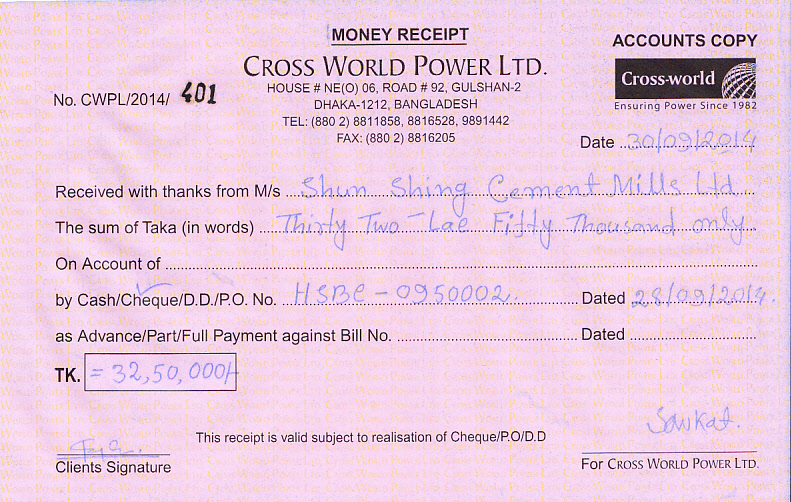 MONEY RECEIPT
ACCOUNTS COPY
CROSS WORLD POWER LTD.
HOUSE # NE(O) 06, ROAD # 92, GULSHAN-2
DHAKA-1212, BANGLADESH
TEL: (880 2) 8811858, 8816528, 9891442
FAX: (880 2) 8816205
Cross-world
Ensuring Power Since 1982
No. CWPL/2014/ 401
Date 30/09/2014
Received with thanks from M/s Shun Shing Cement Mills Ltd
The sum of Taka (in words) Thirty Two Lac Fifty Thousand only
On Account of
by Cash/Cheque/D.D./P.O. No. HSBC - 0950002. Dated 28/09/2014.
as Advance/Part/Full Payment against Bill No. Dated
TK. = 32,50,000/-
This receipt is valid subject to realisation of Cheque/P.O/D.D
Sawkat.
Clients Signature
For CROSS WORLD POWER LTD.